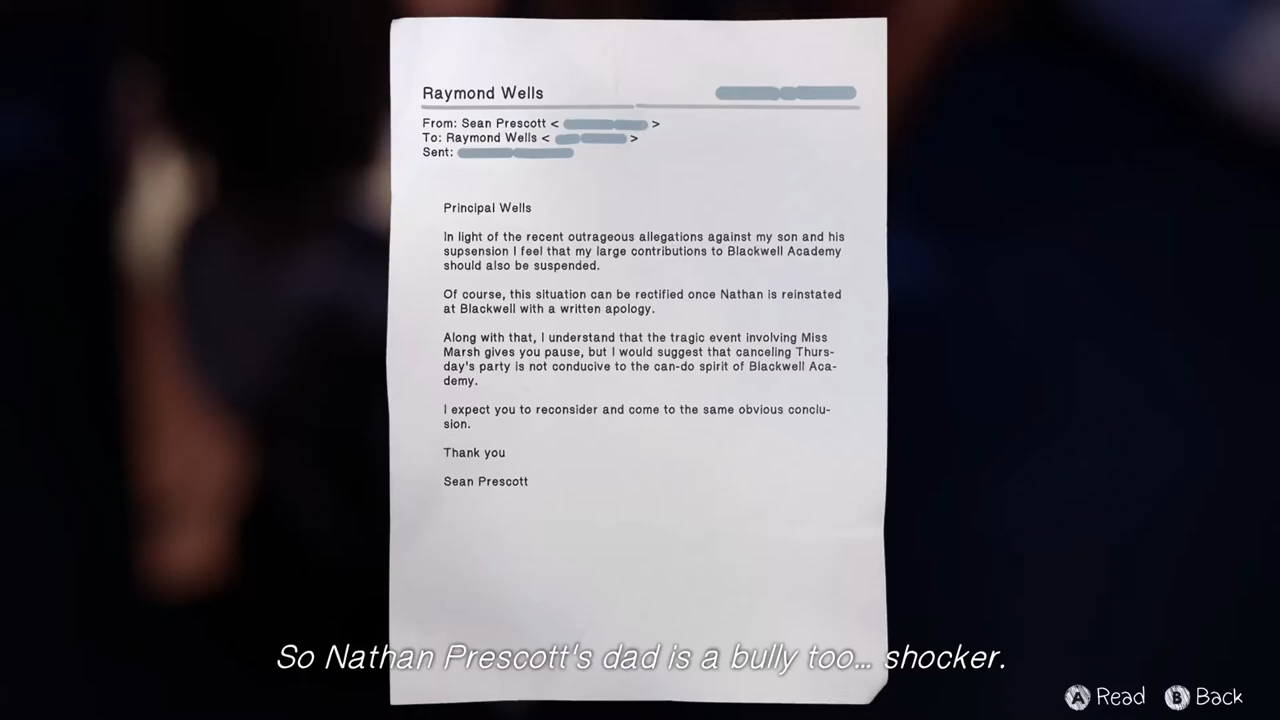 Raymond Wells
From: Sean Prescott < >
To: Raymond Wells < >
Sent:
Principal Wells
In light of the recent outrageous allegations against my son and his
supsension I feel that my large contributions to Blackwell Academy
should also be suspended.
Of course, this situation can be rectified once Nathan is reinstated
at Blackwell with a written apology.
Along with that, I understand that the tragic event involving Miss
Marsh gives you pause, but I would suggest that canceling Thurs-
day's party is not conducive to the can-do spirit of Blackwell Aca-
demy.
I expect you to reconsider and come to the same obvious conclu-
sion.
Thank you
Sean Prescott
So Nathan Prescott's dad is a bully too... shocker.
A Read B Back